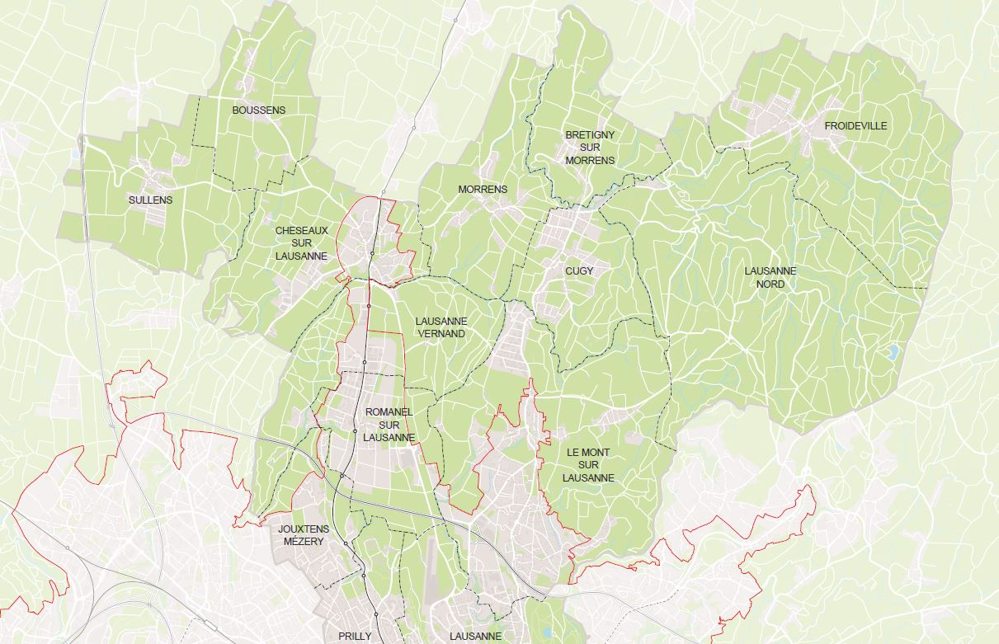 BOUSSENS
FROIDEVILLE
BRETIGNY
SUR
MORRENS
MORRENS
SULLENS
CHESEAUX
SUR
LAUSANNE
CUGY
LAUSANNE
NORD
LAUSANNE
VERNAND
ROMANEL
SUR
LAUSANNE
LE MONT
SUR
LAUSANNE
JOUXTENS
MÉZERY
PRILLY
LAUSANNE